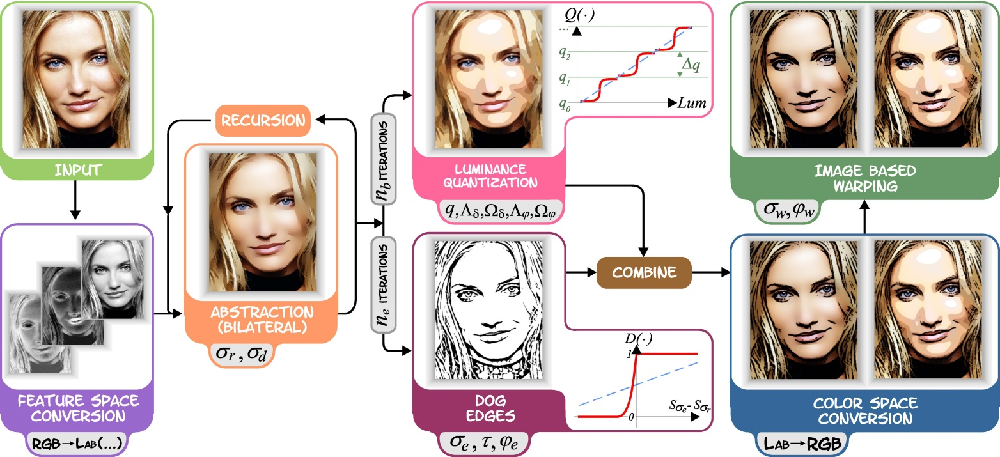 INPUT
FEATURE SPACE
CONVERSION
RGB→LAB(...)
RECURSION
ABSTRACTION
(BILATERAL)
σr, σd
nb ITERATIONS
ne ITERATIONS
Q(·)
...
q2
q1
q0
Δq
Lum
LUMINANCE
QUANTIZATION
q,Λδ,Ωδ,Λφ,Ωφ
DOG
EDGES
σe, τ, φe
D(·)
1
0
Sσe-Sσr
COMBINE
IMAGE BASED
WARPING
σw,φw
COLOR SPACE
CONVERSION
LAB→RGB